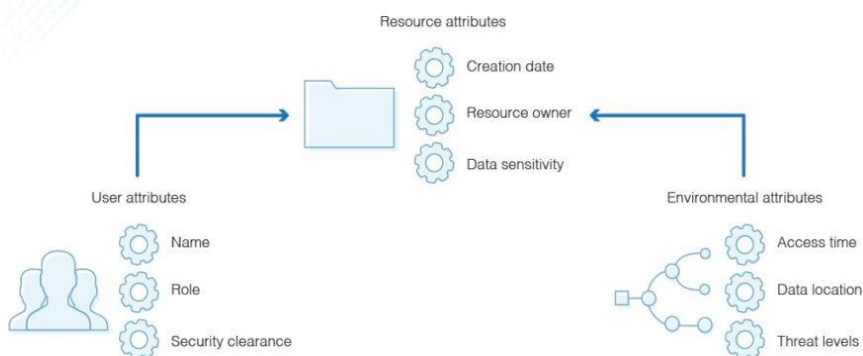 Resource attributes
Creation date
Resource owner
Data sensitivity
User attributes
Name
Role
Security clearance
Environmental attributes
Access time
Data location
Threat levels